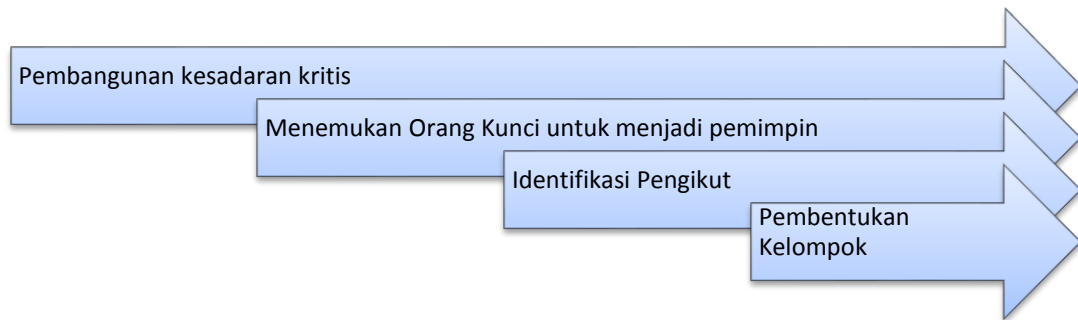 Pembangunan kesadaran kritis
Menemukan Orang Kunci untuk menjadi pemimpin
Identifikasi Pengikut
Pembentukan
Kelompok